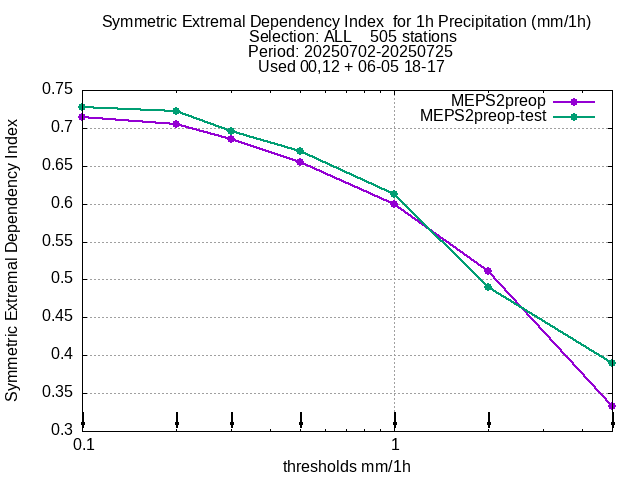 Symmetric Extremal Dependency Index  for 1h Precipitation (mm/1h)
Selection: ALL    505 stations
Period: 20250702-20250725
Used 00,12 + 06-05 18-17
MEPS2preop
MEPS2preop-test
Symmetric Extremal Dependency Index
0.75
0.7
0.65
0.6
0.55
0.5
0.45
0.4
0.35
0.3
0.1 1
thresholds mm/1h